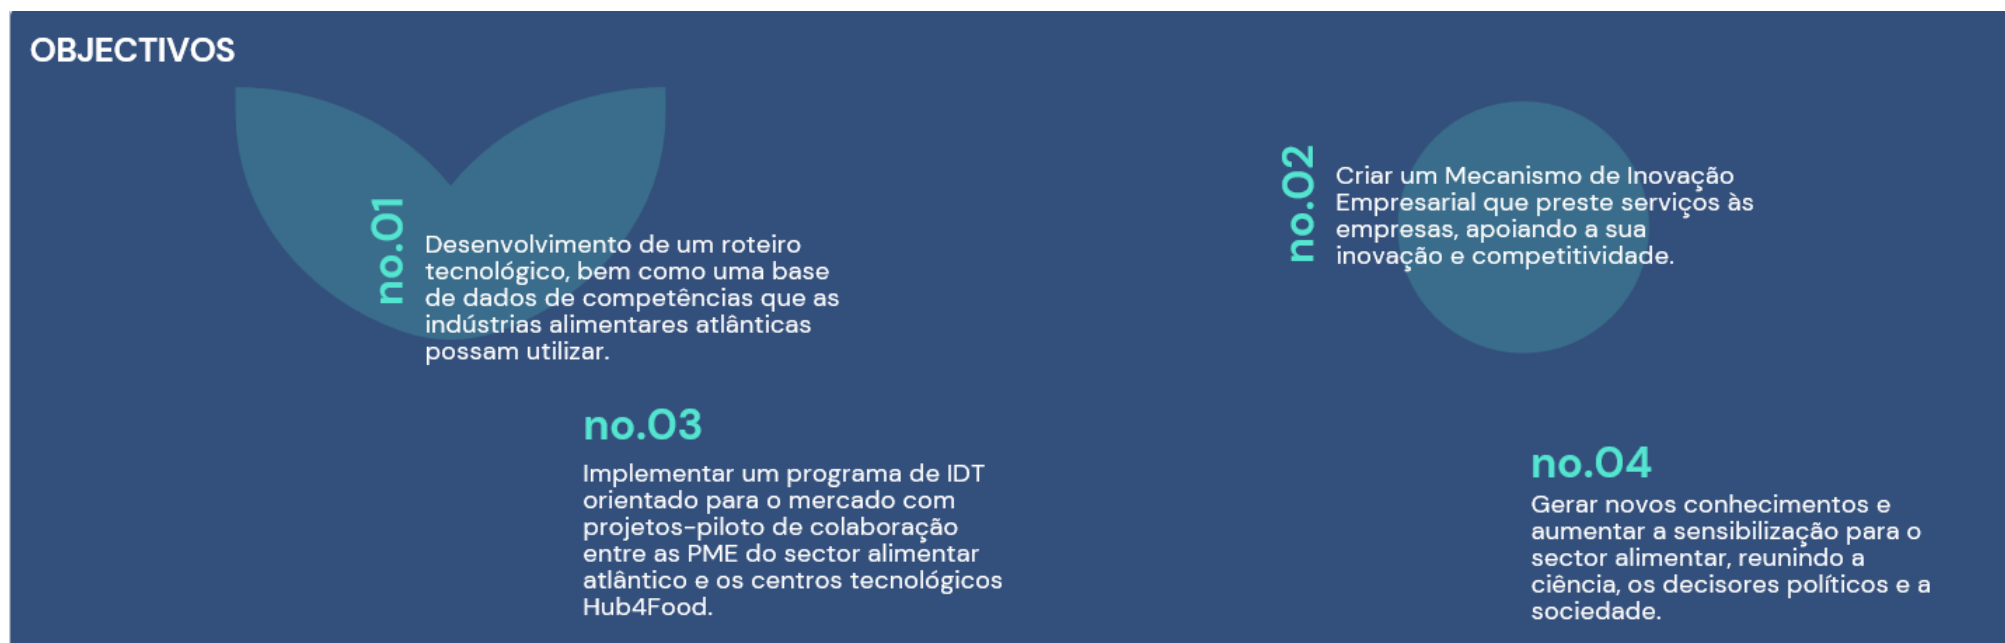 OBJECTIVOS
no.01
Desenvolvimento de um roteiro
tecnológico, bem como uma base
de dados de competências que as
indústrias alimentares atlânticas
possam utilizar.
no.02
Criar um Mecanismo de Inovação
Empresarial que preste serviços às
empresas, apoiando a sua
inovação e competitividade.
no.03
Implementar um programa de IDT
orientado para o mercado com
projetos-piloto de colaboração
entre as PME do sector alimentar
atlântico e os centros tecnológicos
Hub4Food.
no.04
Gerar novos conhecimentos e
aumentar a sensibilização para o
sector alimentar, reunindo a
ciência, os decisores políticos e a
sociedade.